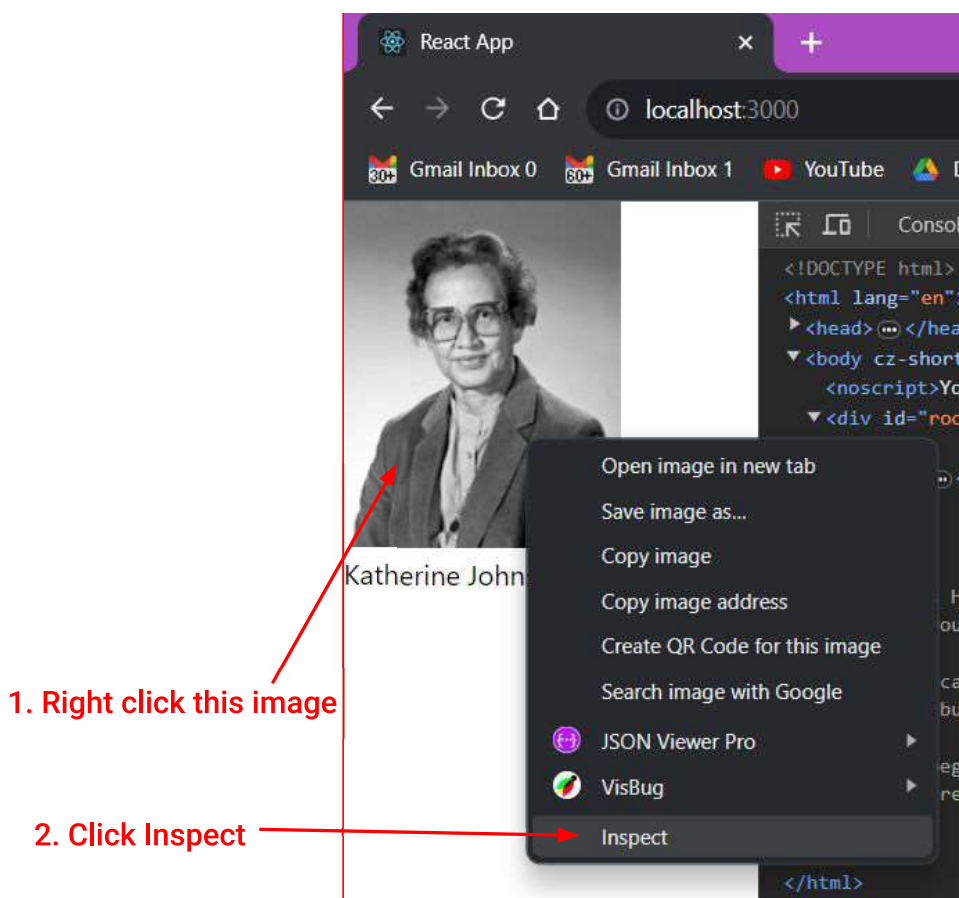 React App
localhost:3000
30+ Gmail Inbox 0 60+ Gmail Inbox 1 YouTube
<!DOCTYPE html>
<html lang="en"
<head> </hea
<body cz-short
<noscript>Yo
<div id="roo
Open image in new tab
Save image as...
Copy image
Katherine John
Copy image address
Create QR Code for this image
Search image with Google
1. Right click this image
JSON Viewer Pro
VisBug
2. Click Inspect
Inspect
</html>